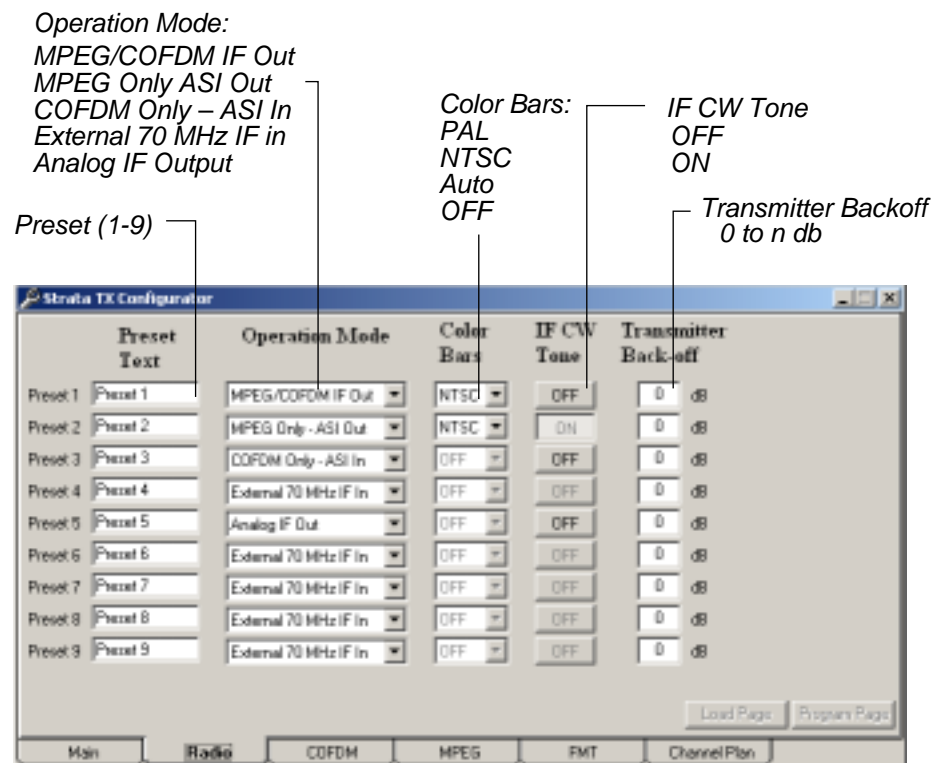 Operation Mode:
MPEG/COFDM IF Out
MPEG Only ASI Out
COFDM Only – ASI In
External 70 MHz IF in
Analog IF Output
Color Bars:
PAL
NTSC
Auto
OFF
IF CW Tone
OFF
ON
Preset (1-9)
Transmitter Backoff
0 to n db
Strata TX Configurator
Preset Text
Operation Mode
Color Bars
IF CW Tone
Transmitter Back-off
Preset 1 Preset 1 MPEG/COFDM IF Out NTSC OFF 0 dB
Preset 2 Preset 2 MPEG Only - ASI Out NTSC ON 0 dB
Preset 3 Preset 3 COFDM Only - ASI In OFF OFF 0 dB
Preset 4 Preset 4 External 70 MHz IF In OFF OFF 0 dB
Preset 5 Preset 5 Analog IF Out OFF OFF 0 dB
Preset 6 Preset 6 External 70 MHz IF In OFF OFF 0 dB
Preset 7 Preset 7 External 70 MHz IF In OFF OFF 0 dB
Preset 8 Preset 8 External 70 MHz IF In OFF OFF 0 dB
Preset 9 Preset 9 External 70 MHz IF In OFF OFF 0 dB
Load Page Program Page
Main Radio COFDM MPEG FMT Channel Plan